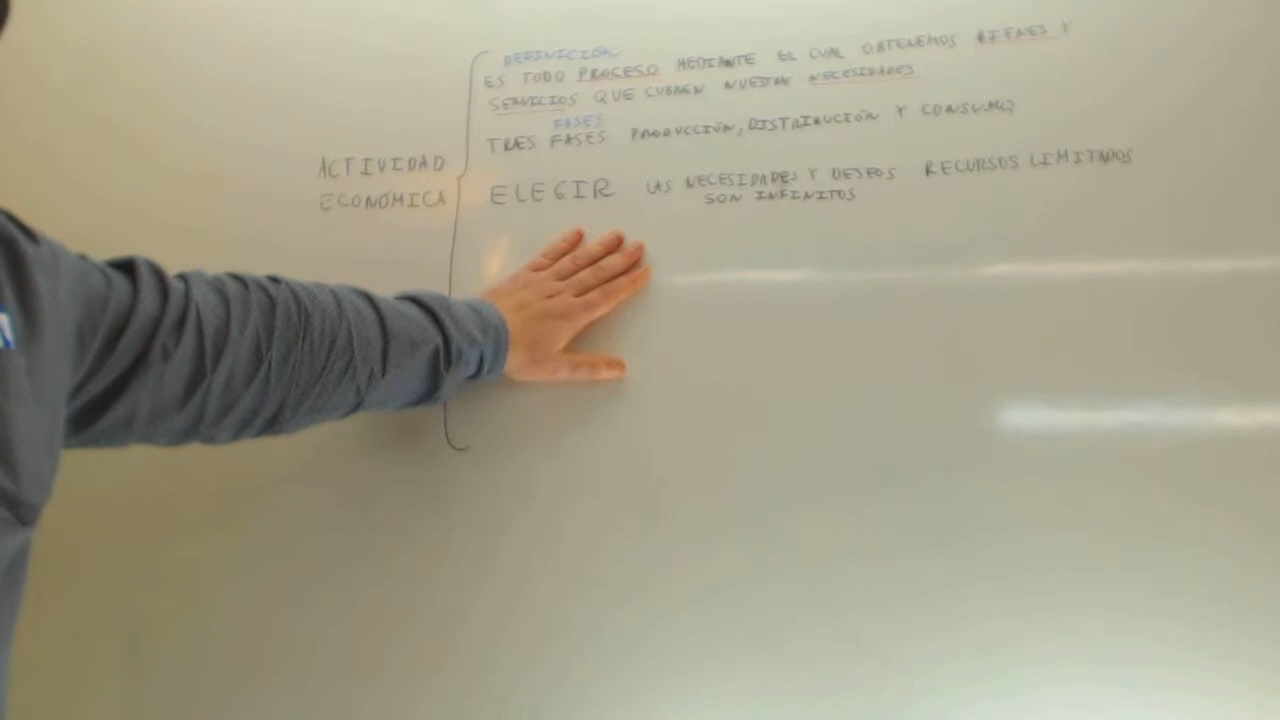 DEFINICIÓN
ES TODO PROCESO MEDIANTE EL CUAL OBTENEMOS BIENES Y
SERVICIOS QUE CUBREN NUESTRAS NECESIDADES
FASES
TRES FASES PRODUCCIÓN, DISTRIBUCIÓN Y CONSUMO
ACTIVIDAD
ECONÓMICA
ELEGIR LAS NECESIDADES Y DESEOS RECURSOS LIMITADOS
SON INFINITOS